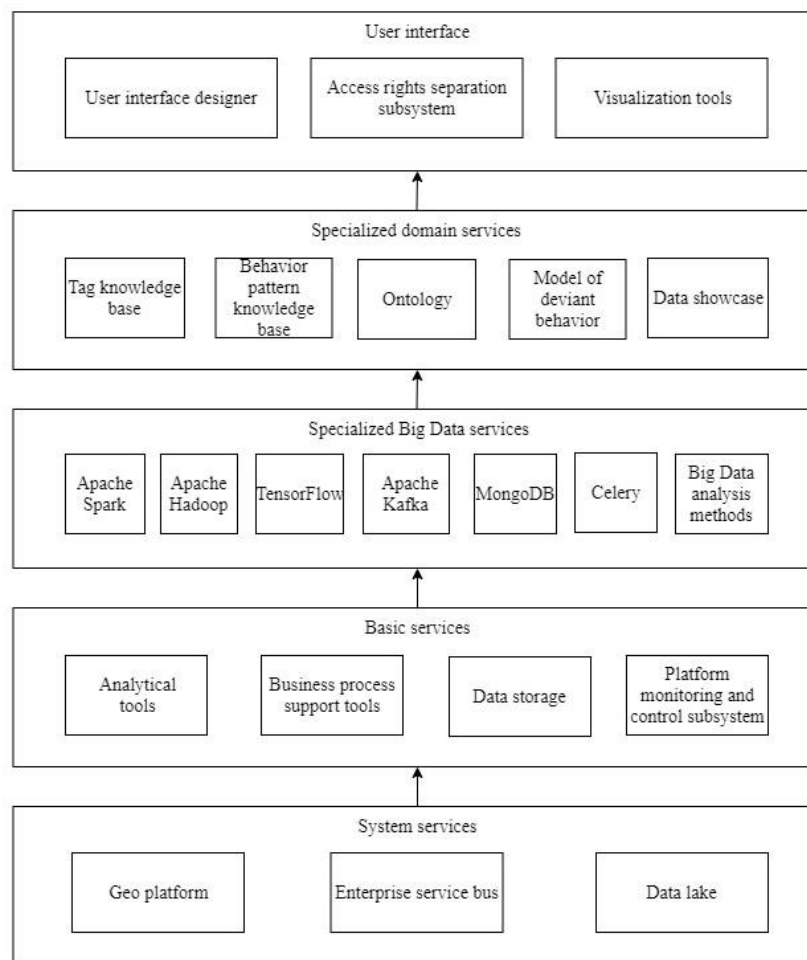 User interface
User interface designer
Access rights separation
subsystem
Visualization tools
Specialized domain services
Tag knowledge
base
Behavior
pattern
knowledge
base
Ontology
Model of
deviant
behavior
Data showcase
Specialized Big Data services
Apache
Spark
Apache
Hadoop
TensorFlow
Apache
Kafka
MongoDB
Celery
Big Data
analysis
methods
Basic services
Analytical
tools
Business process
support tools
Data storage
Platform
monitoring and
control subsystem
System services
Geo platform
Enterprise service bus
Data lake